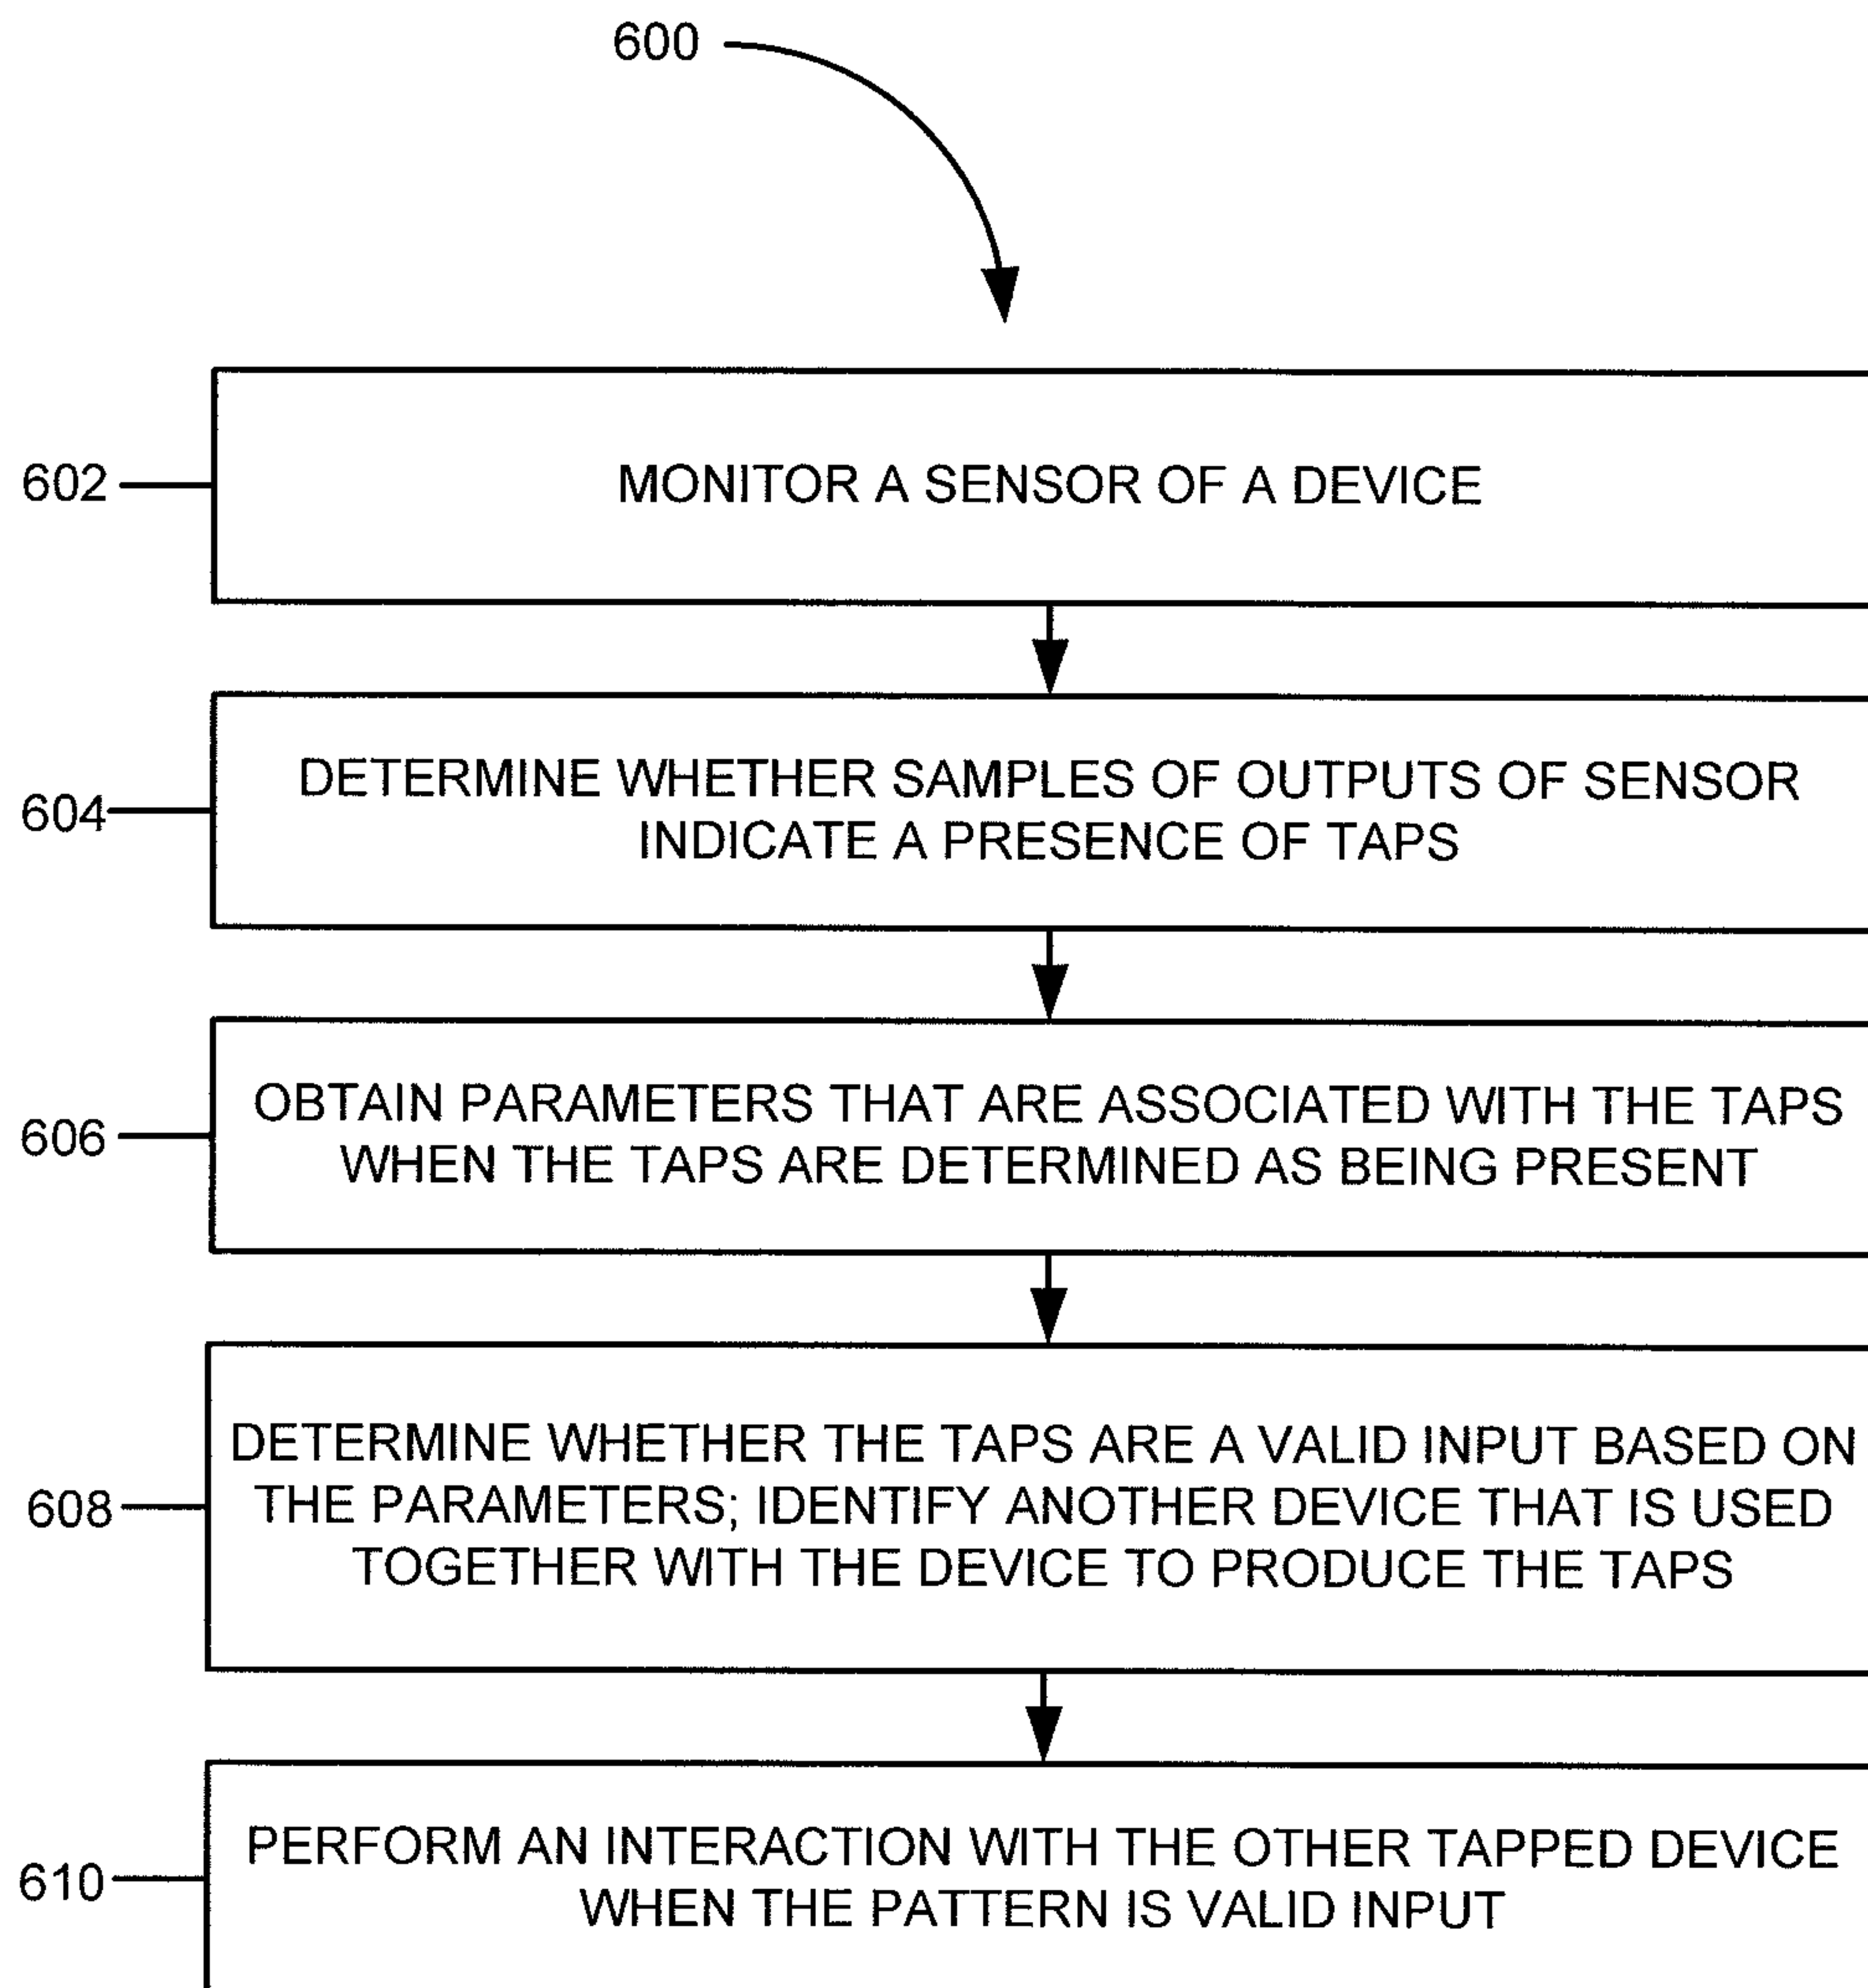 600
602
MONITOR A SENSOR OF A DEVICE
604
DETERMINE WHETHER SAMPLES OF OUTPUTS OF SENSOR
INDICATE A PRESENCE OF TAPS
606
OBTAIN PARAMETERS THAT ARE ASSOCIATED WITH THE TAPS
WHEN THE TAPS ARE DETERMINED AS BEING PRESENT
608
DETERMINE WHETHER THE TAPS ARE A VALID INPUT BASED ON
THE PARAMETERS; IDENTIFY ANOTHER DEVICE THAT IS USED
TOGETHER WITH THE DEVICE TO PRODUCE THE TAPS
610
PERFORM AN INTERACTION WITH THE OTHER TAPPED DEVICE
WHEN THE PATTERN IS VALID INPUT